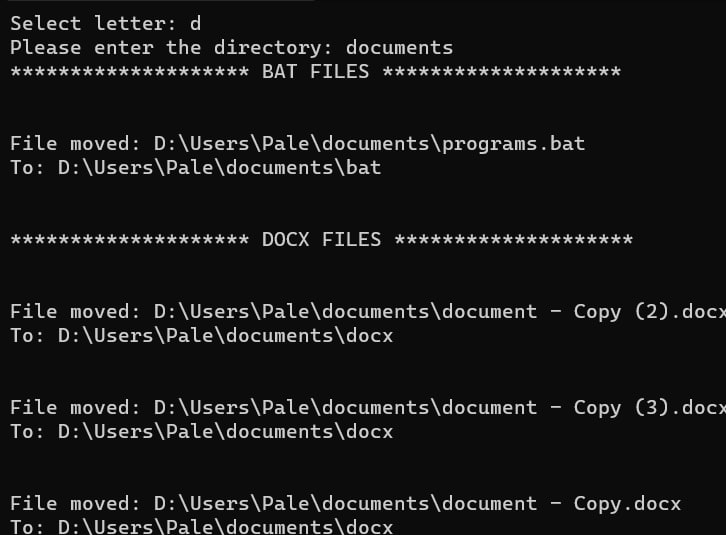 Select letter: d
Please enter the directory: documents
******************** BAT FILES ********************
File moved: D:\Users\Pale\documents\programs.bat
To: D:\Users\Pale\documents\bat
******************** DOCX FILES ********************
File moved: D:\Users\Pale\documents\document - Copy (2).docx
To: D:\Users\Pale\documents\docx
File moved: D:\Users\Pale\documents\document - Copy (3).docx
To: D:\Users\Pale\documents\docx
File moved: D:\Users\Pale\documents\document - Copy.docx
To: D:\Users\Pale\documents\docx